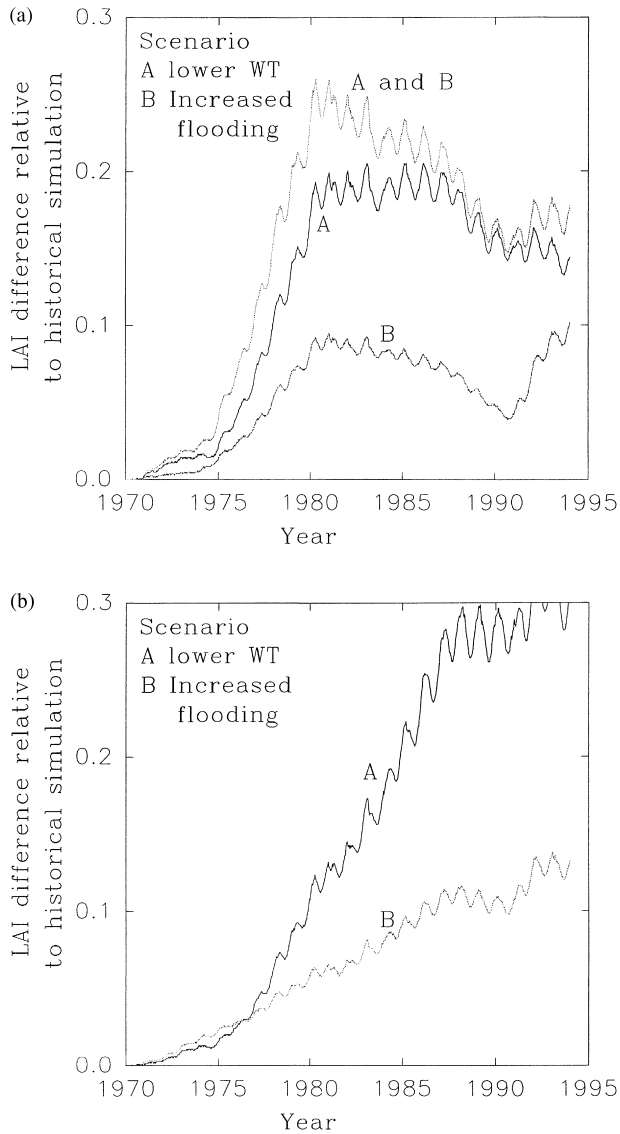 (a)
0.3
0.2
0.1
0.0
LAI difference relative
to historical simulation
Scenario
A lower WT
B Increased
flooding
A and B
A
B
1970 1975 1980 1985 1990 1995
Year
(b)
0.3
0.2
0.1
0.0
LAI difference relative
to historical simulation
Scenario
A lower WT
B Increased
flooding
A
B
1970 1975 1980 1985 1990 1995
Year